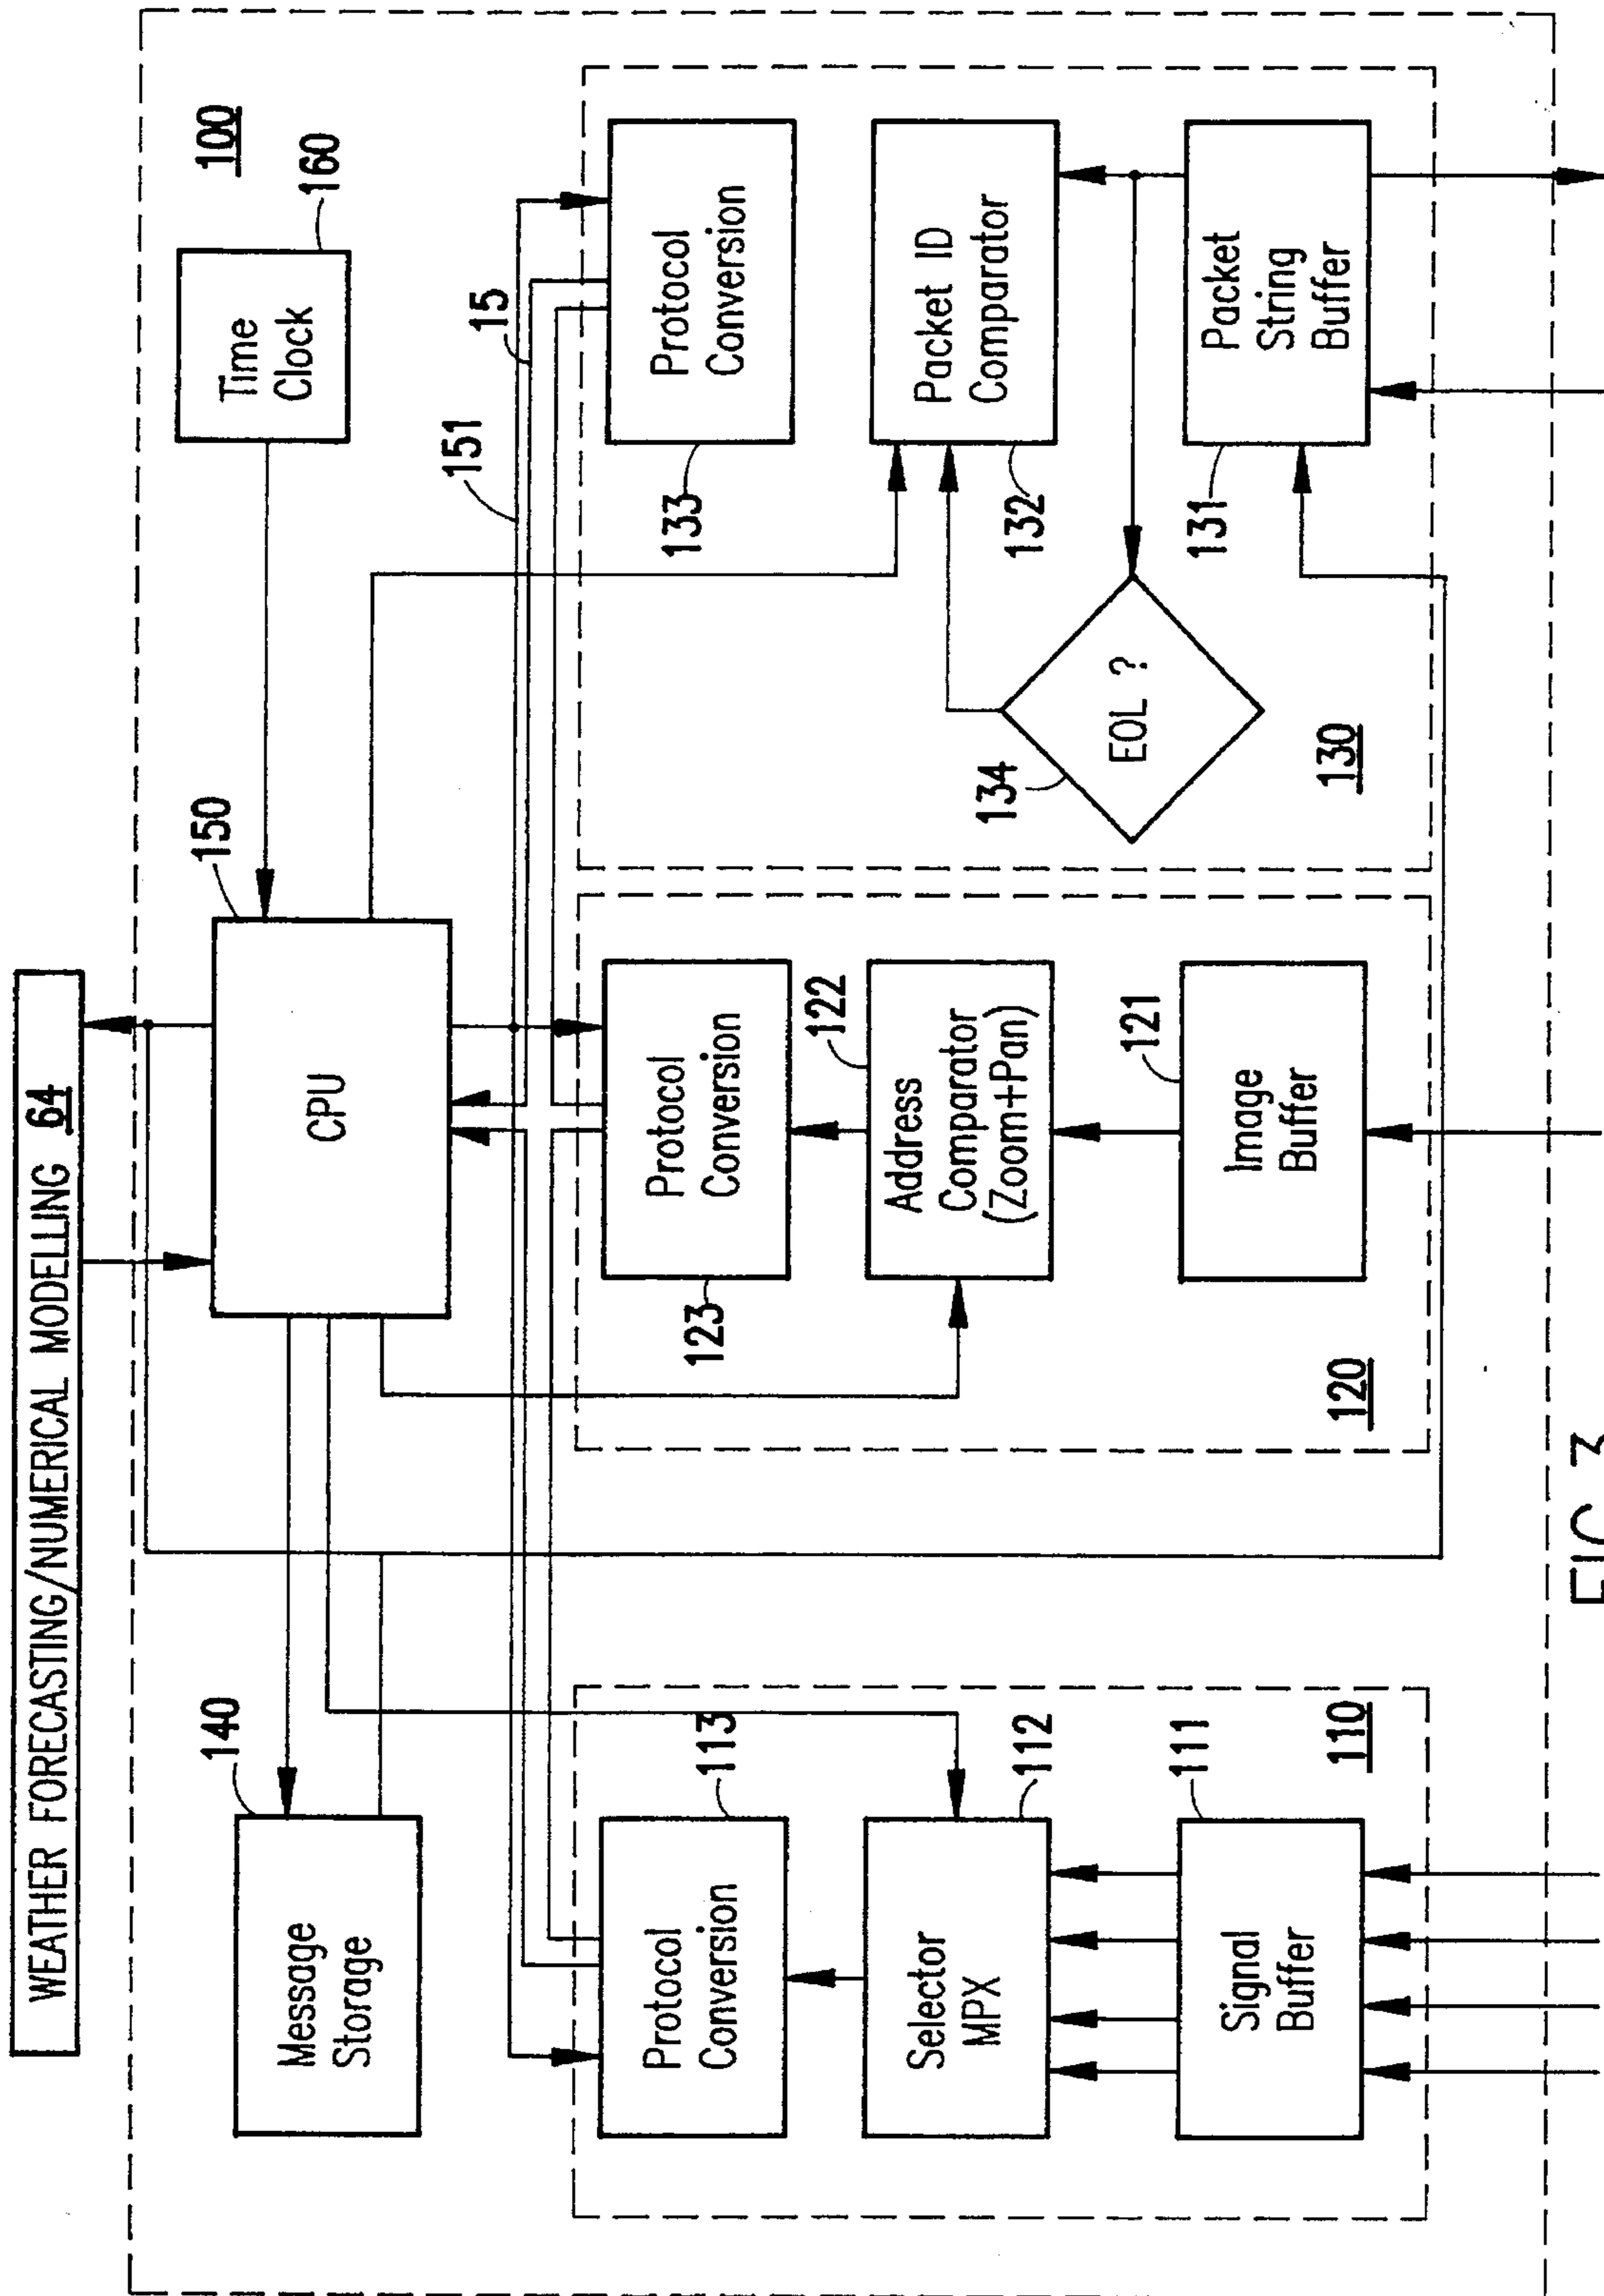 WEATHER FORECASTING/NUMERICAL MODELLING 64
100
140
Message
Storage
150
CPU
160
Time
Clock
151
15
113
Protocol
Conversion
112
Selector
MPX
111
Signal
Buffer
110
123
Protocol
Conversion
122
Address
Comparator
(Zoom+Pan)
121
Image
Buffer
120
133
Protocol
Conversion
132
Packet ID
Comparator
134
EOL ?
131
Packet
String
Buffer
130
FIG. 3